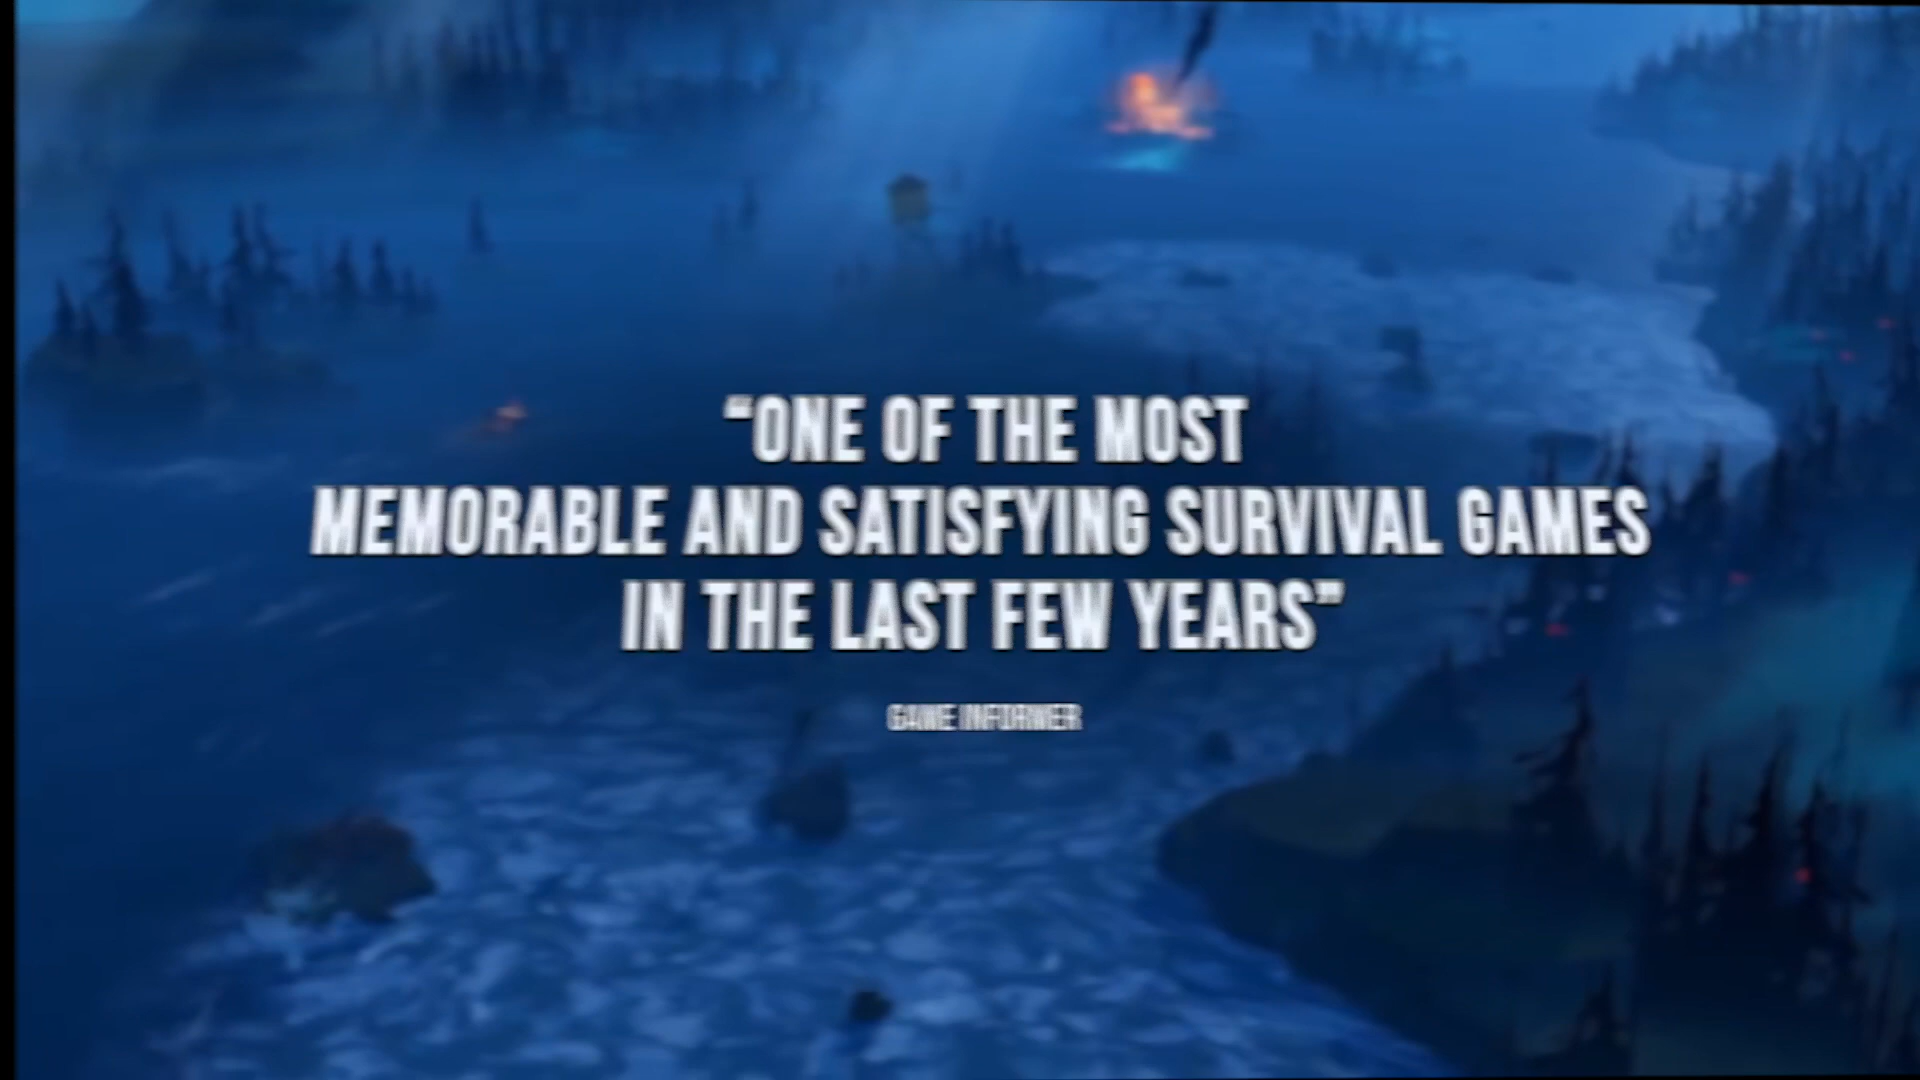 “ONE OF THE MOST
MEMORABLE AND SATISFYING SURVIVAL GAMES
IN THE LAST FEW YEARS”
GAME INFORMER